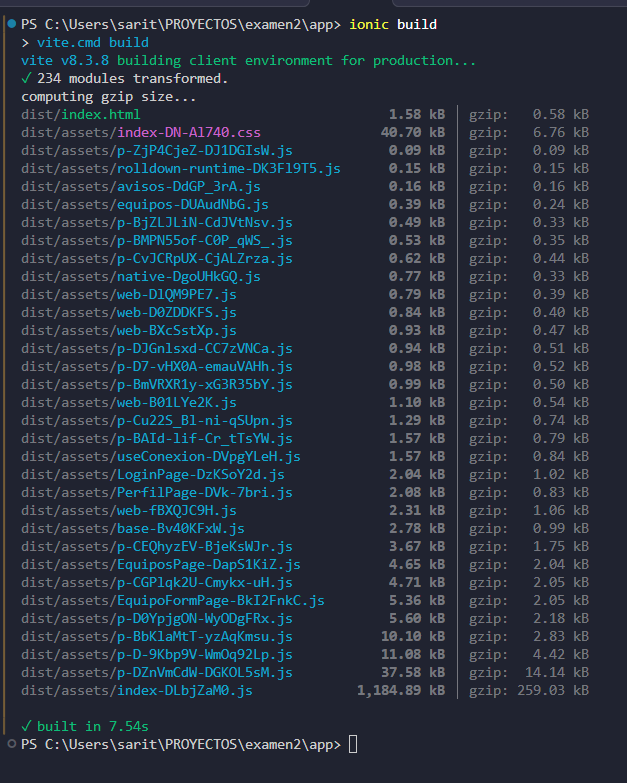 PS C:\Users\sarit\PROYECTOS\examen2\app> ionic build
> vite.cmd build
vite v8.3.8 building client environment for production...
✓ 234 modules transformed.
computing gzip size...
dist/index.html 1.58 kB │ gzip: 0.58 kB
dist/assets/index-DN-Al740.css 40.70 kB │ gzip: 6.76 kB
dist/assets/p-ZjP4CjeZ-DJ1DGIsW.js 0.09 kB │ gzip: 0.09 kB
dist/assets/rolldown-runtime-DK3Fl9T5.js 0.15 kB │ gzip: 0.15 kB
dist/assets/avisos-DdGP_3rA.js 0.16 kB │ gzip: 0.16 kB
dist/assets/equipos-DUAudNbG.js 0.39 kB │ gzip: 0.24 kB
dist/assets/p-BjZLJLiN-CdJVtNsv.js 0.49 kB │ gzip: 0.33 kB
dist/assets/p-BMPN55of-C0P_qWS_.js 0.53 kB │ gzip: 0.35 kB
dist/assets/p-CvJCRpUX-CjALZrza.js 0.62 kB │ gzip: 0.44 kB
dist/assets/native-DgoUHkGQ.js 0.77 kB │ gzip: 0.33 kB
dist/assets/web-DlQM9PE7.js 0.79 kB │ gzip: 0.39 kB
dist/assets/web-D0ZDDKFS.js 0.84 kB │ gzip: 0.40 kB
dist/assets/web-BXcSstXp.js 0.93 kB │ gzip: 0.47 kB
dist/assets/p-DJGnlsxd-CC7zVNCa.js 0.94 kB │ gzip: 0.51 kB
dist/assets/p-D7-vHX0A-emauVAHh.js 0.98 kB │ gzip: 0.52 kB
dist/assets/p-BmVRXR1y-xG3R35bY.js 0.99 kB │ gzip: 0.50 kB
dist/assets/web-B01LYe2K.js 1.10 kB │ gzip: 0.54 kB
dist/assets/p-Cu22S_Bl-ni-qSUpn.js 1.29 kB │ gzip: 0.74 kB
dist/assets/p-BAId-lif-Cr_tTsYW.js 1.57 kB │ gzip: 0.79 kB
dist/assets/useConexion-DVpgYLeH.js 1.57 kB │ gzip: 0.84 kB
dist/assets/LoginPage-DzKSoY2d.js 2.04 kB │ gzip: 1.02 kB
dist/assets/PerfilPage-DVk-7bri.js 2.08 kB │ gzip: 0.83 kB
dist/assets/web-fBXQJC9H.js 2.31 kB │ gzip: 1.06 kB
dist/assets/base-Bv40KFxW.js 2.78 kB │ gzip: 0.99 kB
dist/assets/p-CEQhyzEV-BjeKsWJr.js 3.67 kB │ gzip: 1.75 kB
dist/assets/EquiposPage-DapS1KiZ.js 4.65 kB │ gzip: 2.04 kB
dist/assets/p-CGPlqk2U-Cmykx-uH.js 4.71 kB │ gzip: 2.05 kB
dist/assets/EquipoFormPage-BkI2FnkC.js 5.36 kB │ gzip: 2.05 kB
dist/assets/p-D0YpjgON-WyODgFRx.js 5.60 kB │ gzip: 2.18 kB
dist/assets/p-BbKlaMtT-yzAqKmsu.js 10.10 kB │ gzip: 2.83 kB
dist/assets/p-D-9Kbp9V-WmOq92Lp.js 11.08 kB │ gzip: 4.42 kB
dist/assets/p-DZnVmCdW-DGKOL5sM.js 37.58 kB │ gzip: 14.14 kB
dist/assets/index-DLbjZaM0.js 1,184.89 kB │ gzip: 259.03 kB
✓ built in 7.54s
PS C:\Users\sarit\PROYECTOS\examen2\app>